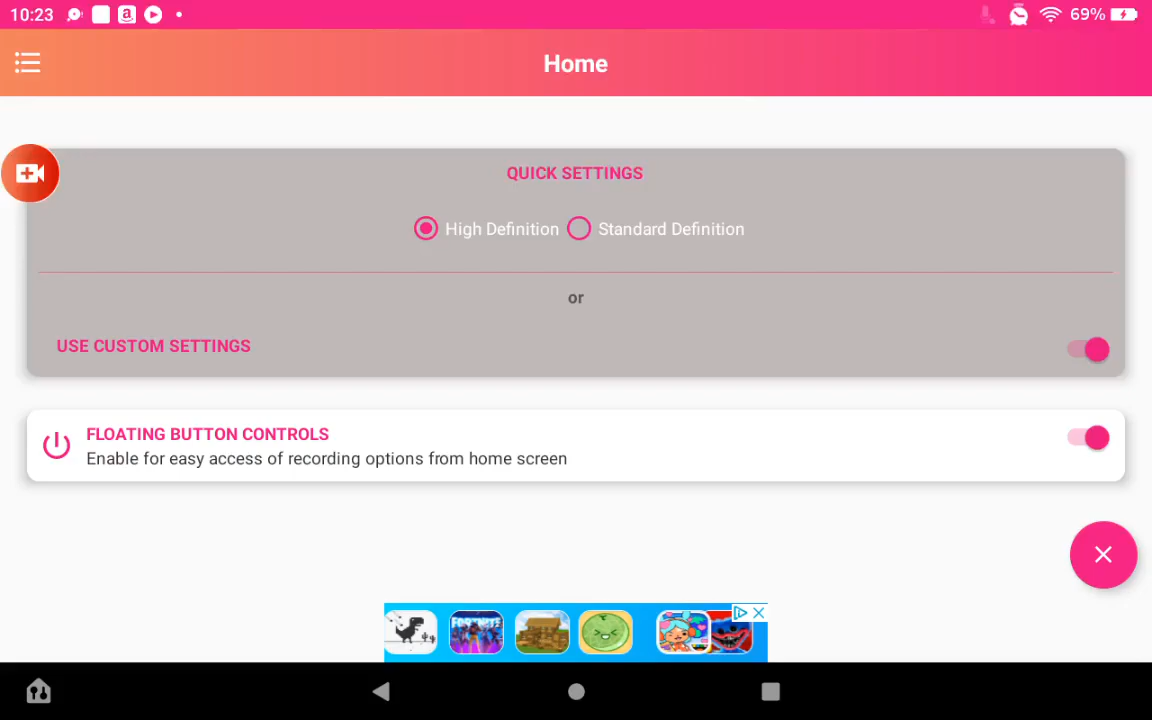 10:23
69%
Home
QUICK SETTINGS
High Definition Standard Definition
or
USE CUSTOM SETTINGS
FLOATING BUTTON CONTROLS
Enable for easy access of recording options from home screen
FORTNITE